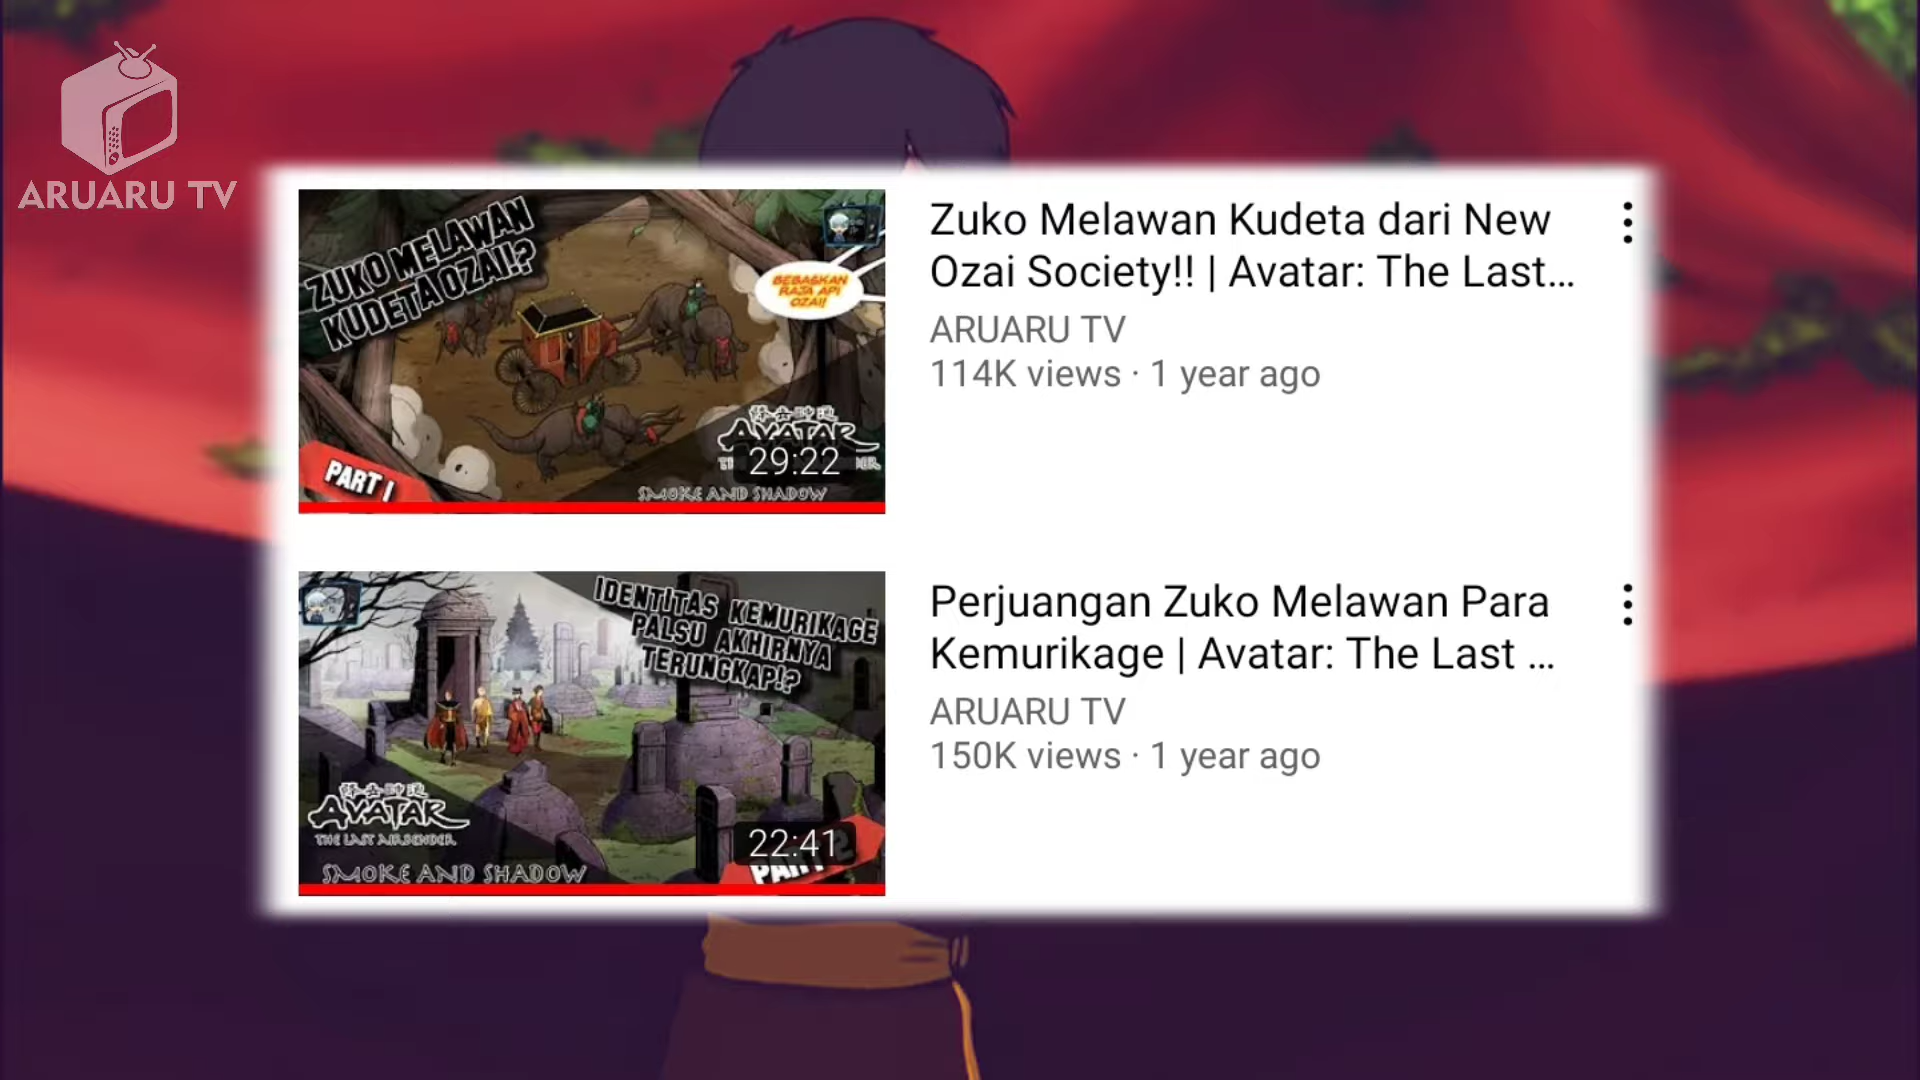 ARUARU TV
ZUKO MELAWAN
KUDETA OZAI!?
BEBASKAN
RAJA API
OZAI!
AVATAR
29:22
SMOKE AND SHADOW
PART 1
Zuko Melawan Kudeta dari New
Ozai Society!! | Avatar: The Last...
ARUARU TV
114K views · 1 year ago
IDENTITAS KEMURIKAGE
PALSU AKHIRNYA
TERUNGKAP!?
AVATAR
THE LAST AIRBENDER
SMOKE AND SHADOW
22:41
PART 2
Perjuangan Zuko Melawan Para
Kemurikage | Avatar: The Last ...
ARUARU TV
150K views · 1 year ago